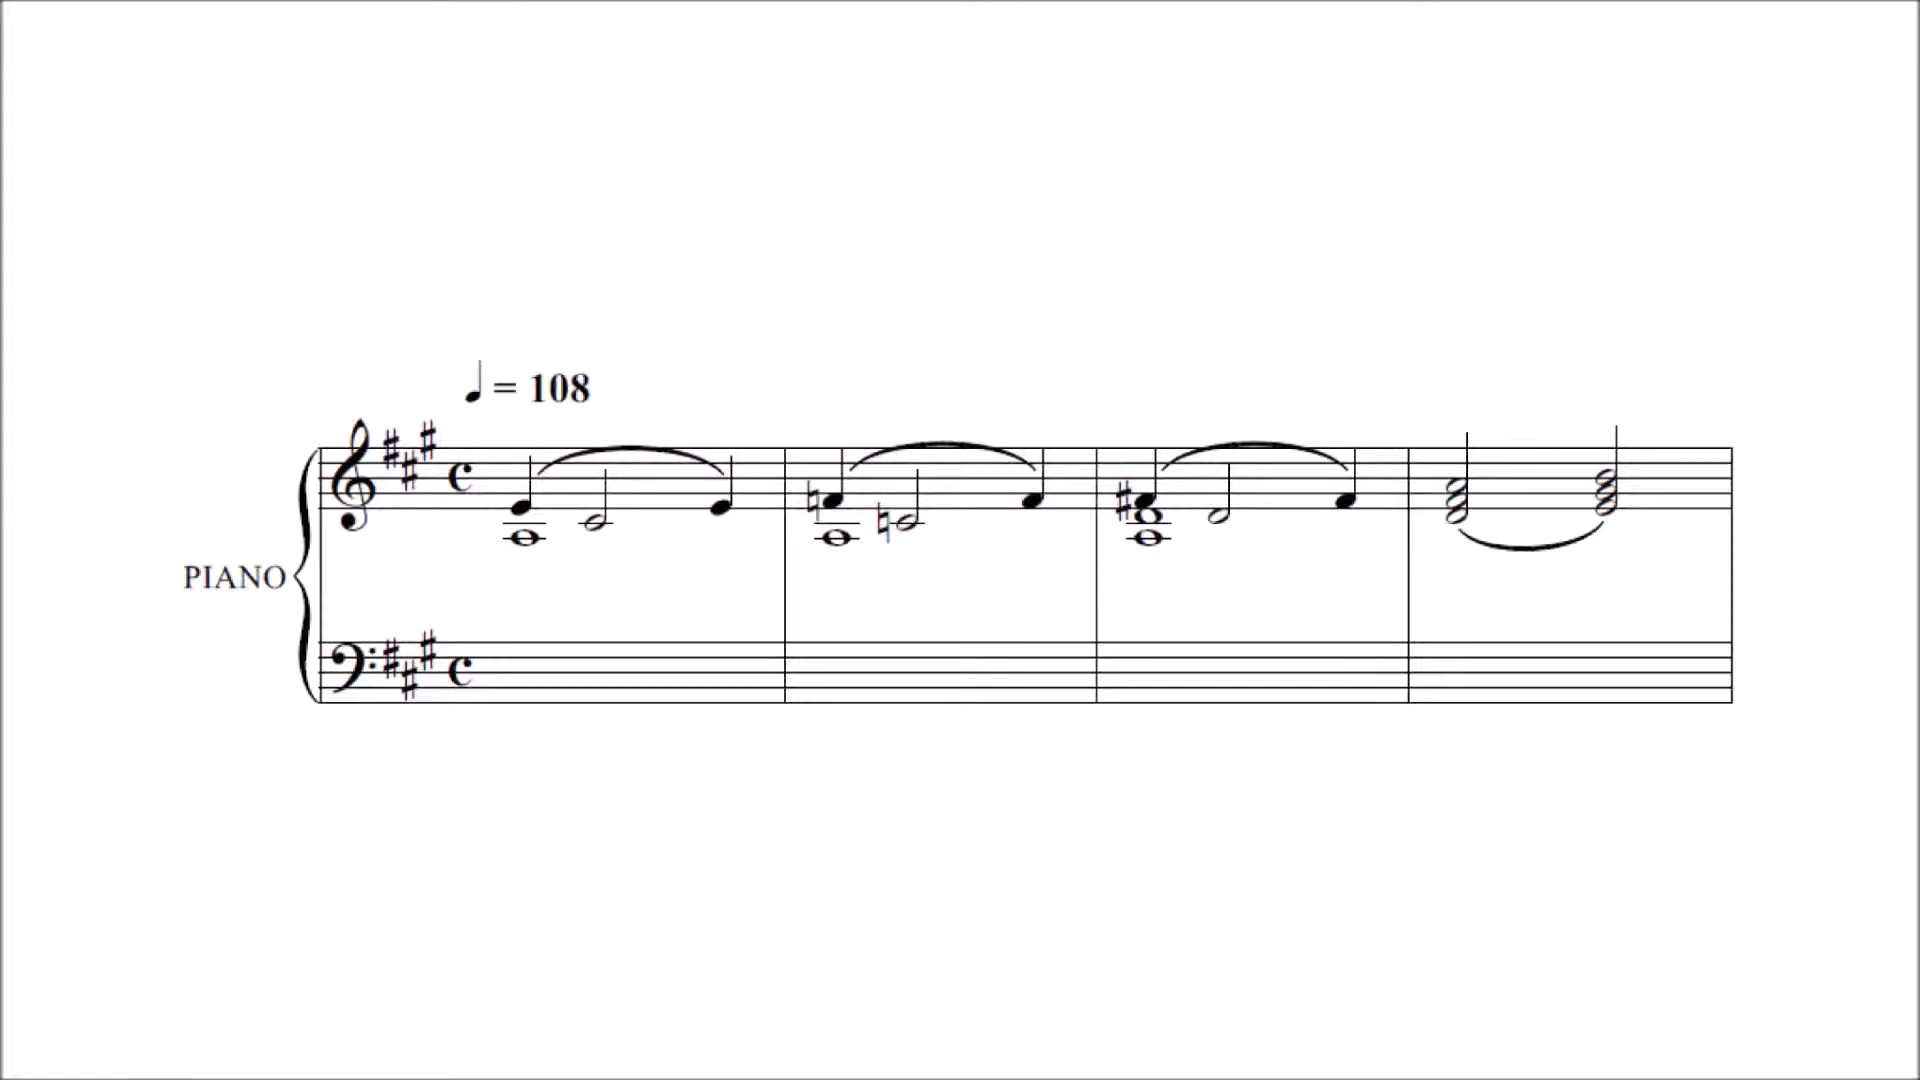 ♩ = 108
PIANO